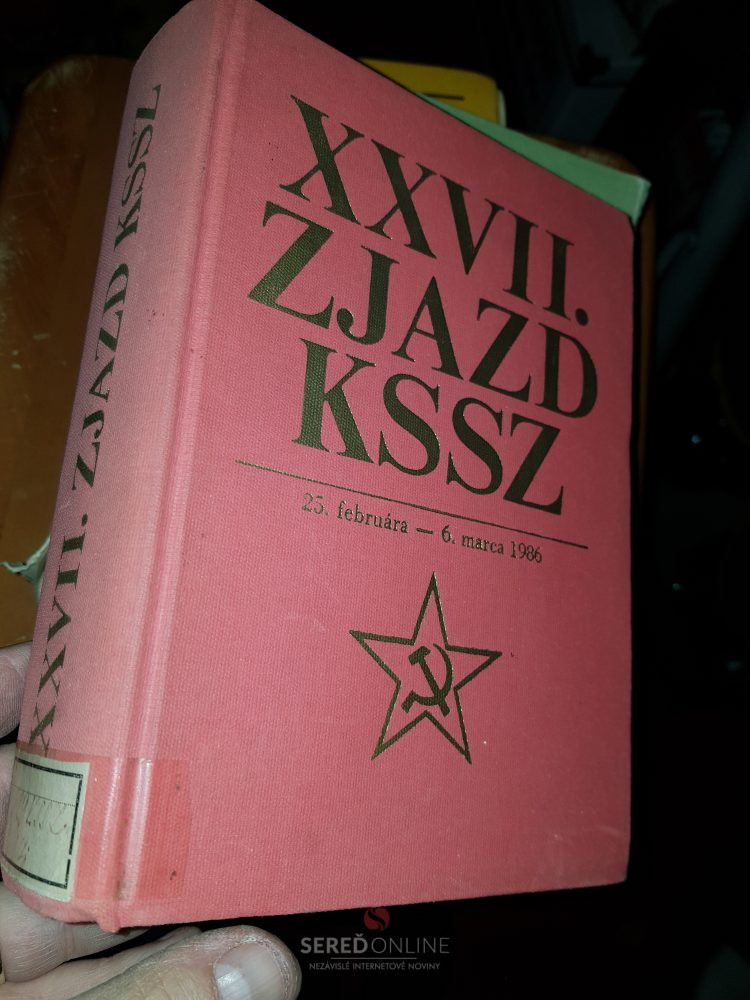 XXVII. ZJAZD KSSZ
XXVII.
ZJAZD
KSSZ
25. februára — 6. marca 1986
SEREĎONLINE
NEZÁVISLÉ INTERNETOVÉ NOVINY